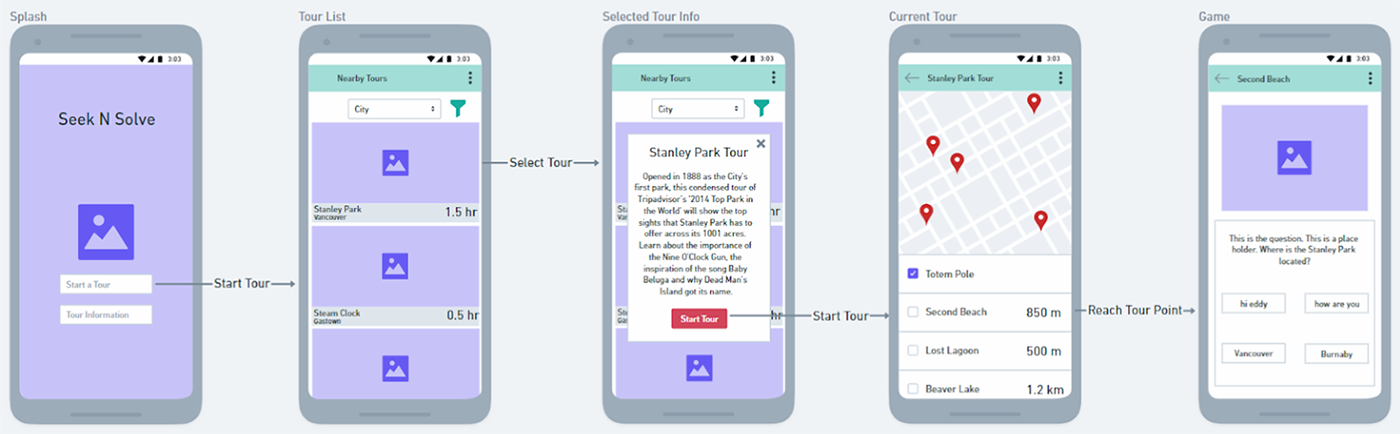 Splash
3:03
Seek N Solve
Start a Tour
Tour Information
Start Tour
Tour List
3:03
Nearby Tours
City
Stanley Park
Vancouver
1.5 hr
Steam Clock
Gastown
0.5 hr
Select Tour
Selected Tour Info
3:03
Nearby Tours
City
Stanley Park Tour
Opened in 1888 as the City's
first park, this condensed tour of
Tripadvisor's '2014 Top Park in
the World' will show the top
sights that Stanley Park has to
offer across its 1001 acres.
Learn about the importance of
the Nine O'Clock Gun, the
inspiration of the song Baby
Beluga and why Dead Man's
Island got its name.
Start Tour
hr
hr
Start Tour
Current Tour
3:03
Stanley Park Tour
Totem Pole
Second Beach 850 m
Lost Lagoon 500 m
Beaver Lake 1.2 km
Reach Tour Point
Game
3:03
Second Beach
This is the question. This is a place
holder. Where is the Stanley Park
located?
hi eddy
how are you
Vancouver
Burnaby